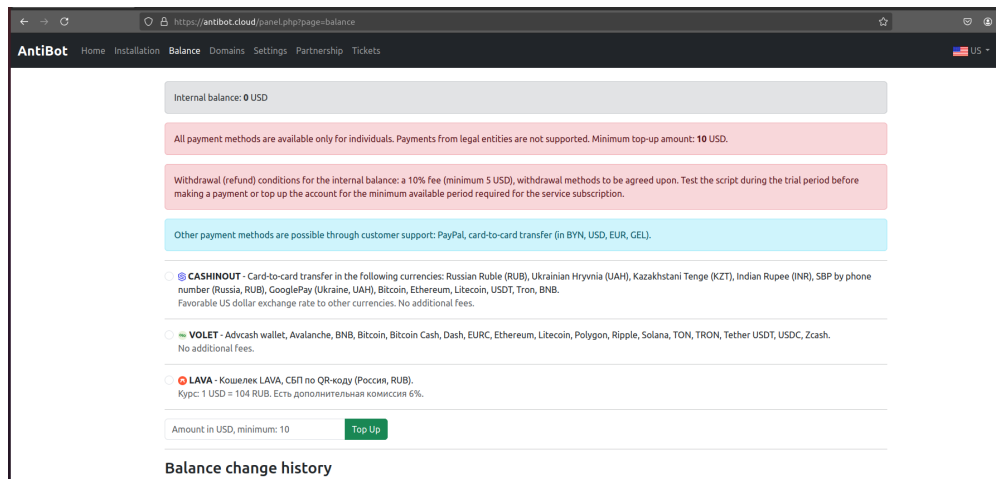 https://antibot.cloud/panel.php?page=balance
AntiBot Home Installation Balance Domains Settings Partnership Tickets US
Internal balance: 0 USD
All payment methods are available only for individuals. Payments from legal entities are not supported. Minimum top-up amount: 10 USD.
Withdrawal (refund) conditions for the internal balance: a 10% fee (minimum 5 USD), withdrawal methods to be agreed upon. Test the script during the trial period before
making a payment or top up the account for the minimum available period required for the service subscription.
Other payment methods are possible through customer support: PayPal, card-to-card transfer (in BYN, USD, EUR, GEL).
CASHINOUT - Card-to-card transfer in the following currencies: Russian Ruble (RUB), Ukrainian Hryvnia (UAH), Kazakhstani Tenge (KZT), Indian Rupee (INR), SBP by phone
number (Russia, RUB), GooglePay (Ukraine, UAH), Bitcoin, Ethereum, Litecoin, USDT, Tron, BNB.
Favorable US dollar exchange rate to other currencies. No additional fees.
VOLET - Advcash wallet, Avalanche, BNB, Bitcoin, Bitcoin Cash, Dash, EURC, Ethereum, Litecoin, Polygon, Ripple, Solana, TON, TRON, Tether USDT, USDC, Zcash.
No additional fees.
LAVA - Кошелек LAVA, СБП по QR-коду (Россия, RUB).
Курс: 1 USD = 104 RUB. Есть дополнительная комиссия 6%.
Amount in USD, minimum: 10 Top Up
Balance change history